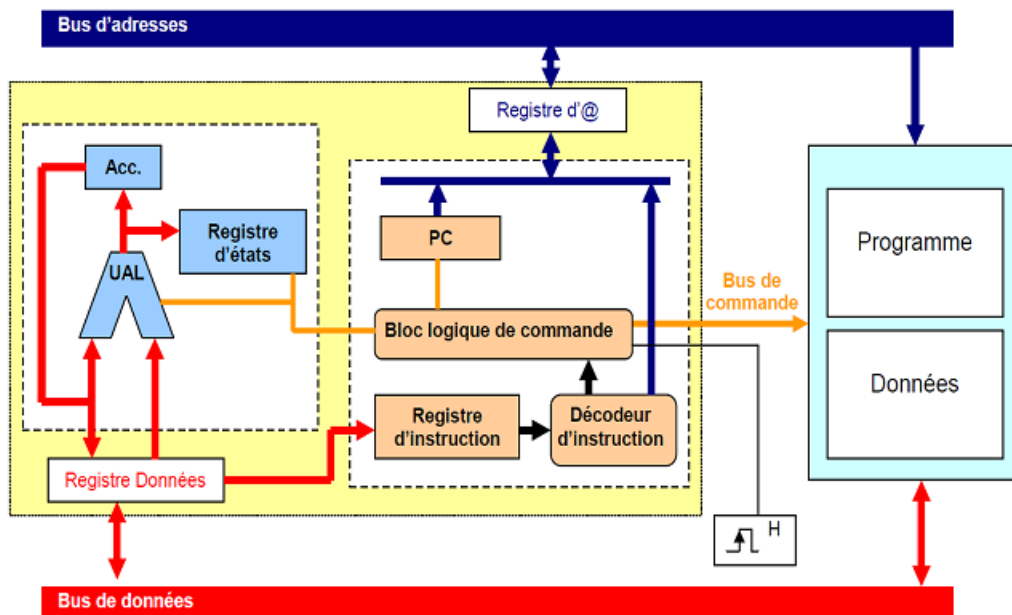 Bus d'adresses
Registre d'@
Acc.
Registre
d'états
UAL
PC
Programme
Bus de
commande
Bloc logique de commande
Données
Registre
d'instruction
Décodeur
d'instruction
Registre Données
H
Bus de données